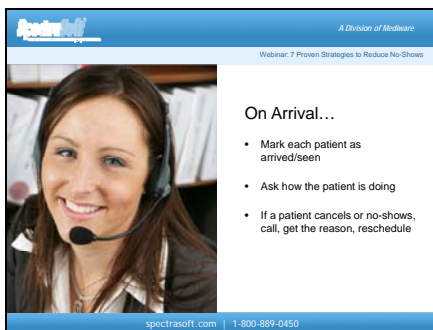 SpectraSoft
A Division of Mediware
Webinar: 7 Proven Strategies to Reduce No-Shows
On Arrival…
• Mark each patient as
arrived/seen
• Ask how the patient is doing
• If a patient cancels or no-shows,
call, get the reason, reschedule
spectrasoft.com | 1-800-889-0450